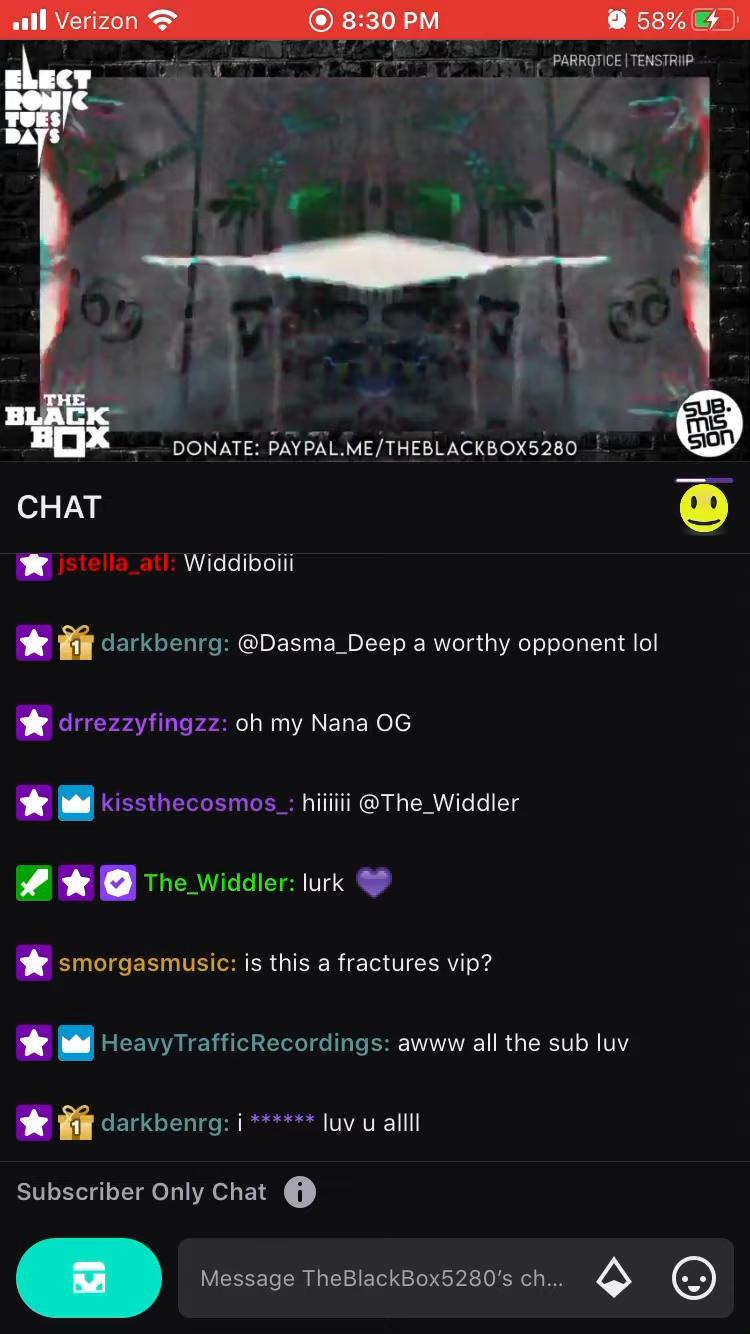 Verizon 8:30 PM 58%
PARROTICE | TENSTRIIP
ELECT
RONIC
TUES
DAYS
THE
BLACK
BOX
SUB.
MIS
SION
DONATE: PAYPAL.ME/THEBLACKBOX5280
CHAT
jstella_atl: Widdiboiii
1 darkbenrg: @Dasma_Deep a worthy opponent lol
drrezzyfingzz: oh my Nana OG
kissthecosmos_: hiiiiii @The_Widdler
The_Widdler: lurk
smorgasmusic: is this a fractures vip?
HeavyTrafficRecordings: awww all the sub luv
1 darkbenrg: i ****** luv u allll
Subscriber Only Chat i
Message TheBlackBox5280’s ch...